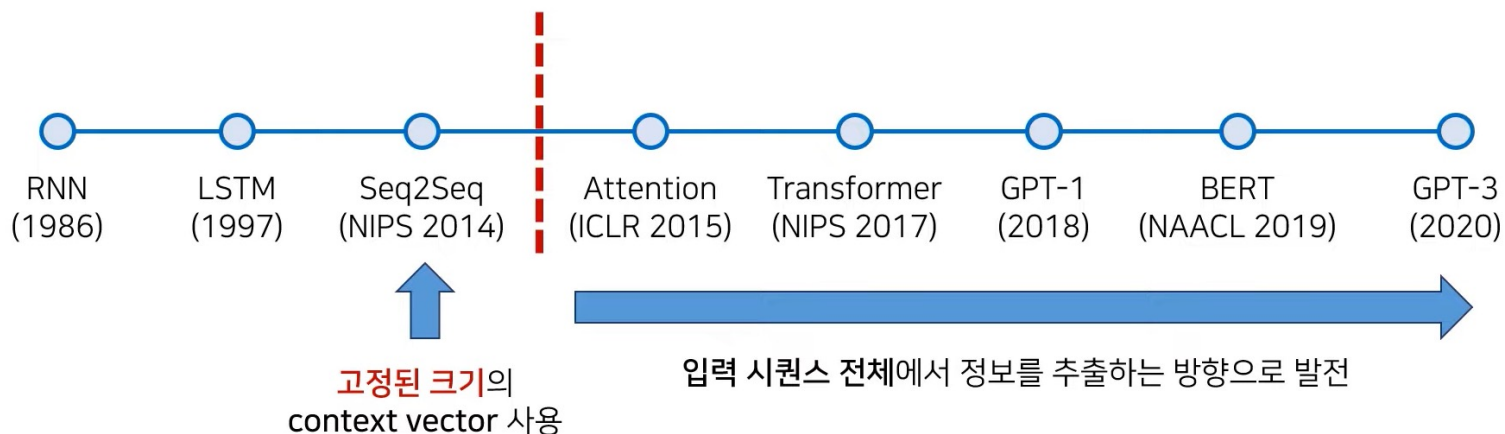 RNN
(1986)
LSTM
(1997)
Seq2Seq
(NIPS 2014)
Attention
(ICLR 2015)
Transformer
(NIPS 2017)
GPT-1
(2018)
BERT
(NAACL 2019)
GPT-3
(2020)
고정된 크기의
context vector 사용
입력 시퀀스 전체에서 정보를 추출하는 방향으로 발전